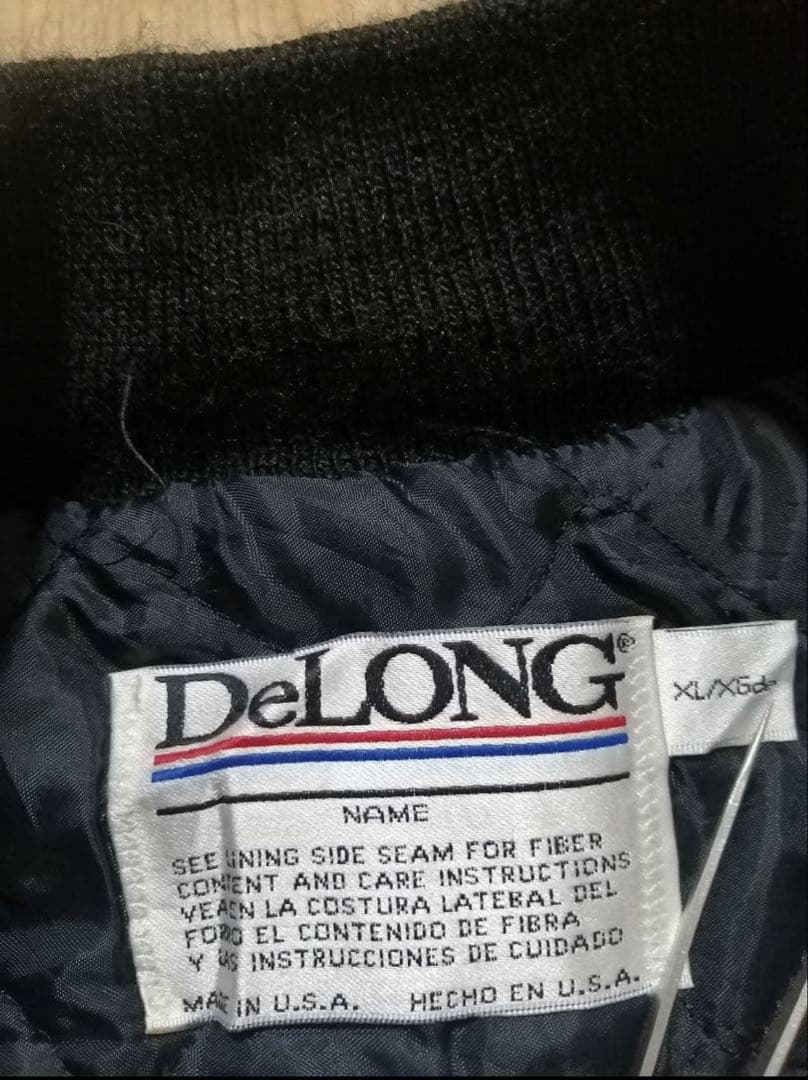 DeLONG®
XL/XGde
NAME
SEE LINING SIDE SEAM FOR FIBER
CONTENT AND CARE INSTRUCTIONS
VEA EN LA COSTURA LATERAL DEL
FORRO EL CONTENIDO DE FIBRA
Y LAS INSTRUCCIONES DE CUIDADO
MADE IN U.S.A. HECHO EN U.S.A.